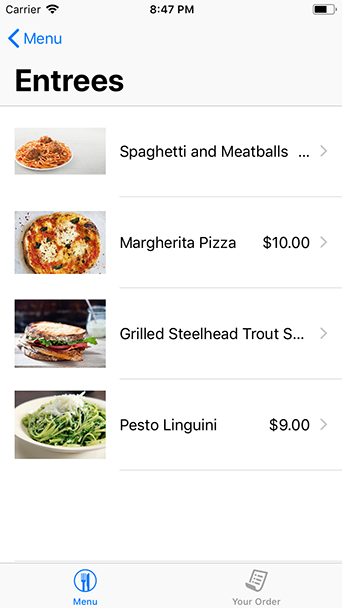 Carrier 8:47 PM
Menu
Entrees
Spaghetti and Meatballs ...
Margherita Pizza $10.00
Grilled Steelhead Trout S...
Pesto Linguini $9.00
Menu Your Order